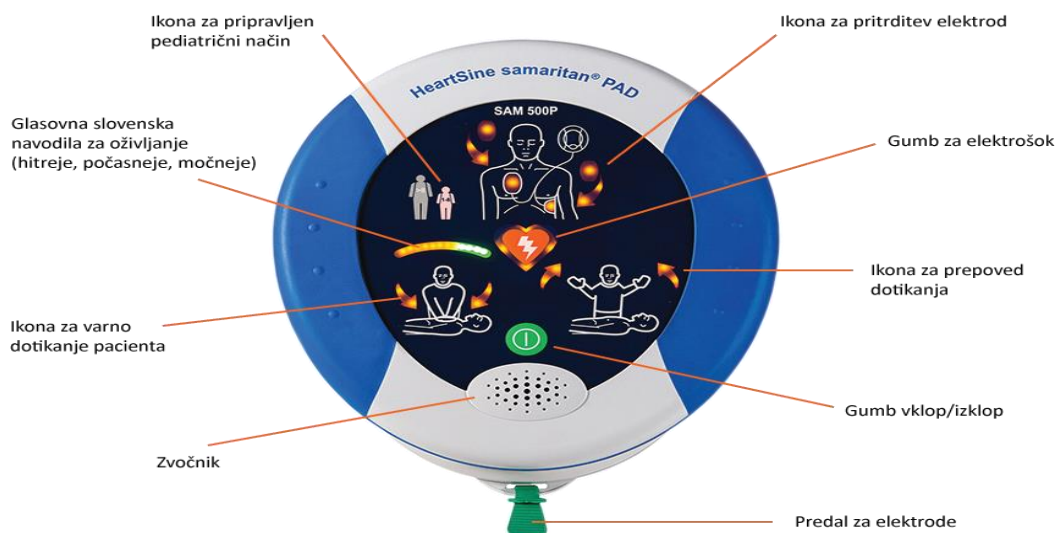 Ikona za pripravljen
pediatrični način
Ikona za pritrditev elektrod
HeartSine samaritan® PAD
SAM 500P
Glasovna slovenska
navodila za oživljanje
(hitreje, počasneje, močneje)
Gumb za elektrošok
Ikona za prepoved
dotikanja
Ikona za varno
dotikanje pacienta
Gumb vklop/izklop
Zvočnik
Predal za elektrode